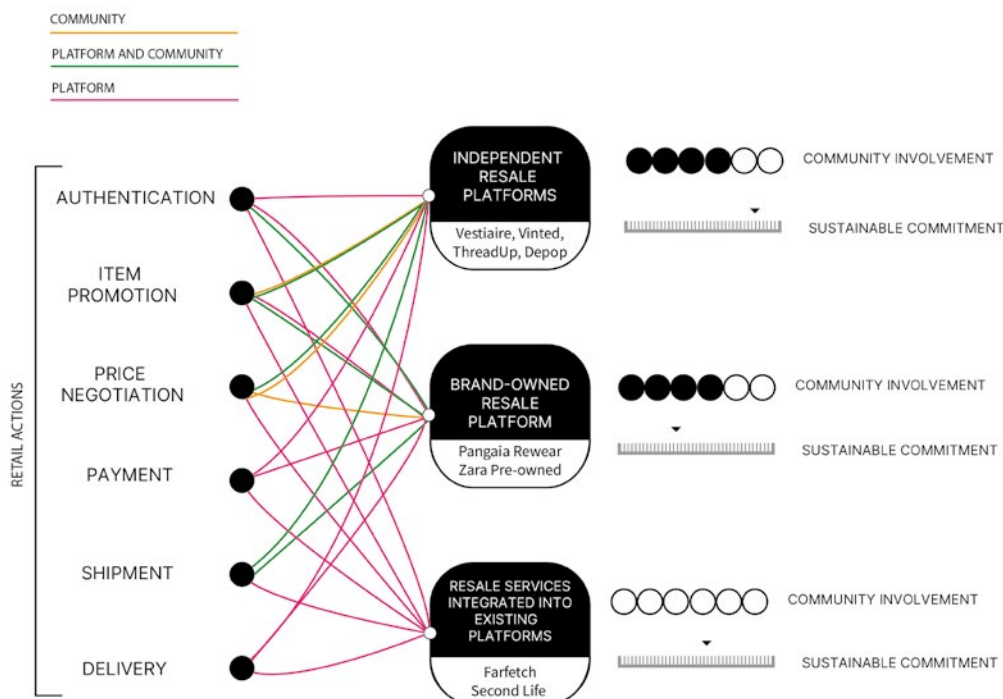 COMMUNITY
PLATFORM AND COMMUNITY
PLATFORM
RETAIL ACTIONS
AUTHENTICATION
ITEM
PROMOTION
PRICE
NEGOTIATION
PAYMENT
SHIPMENT
DELIVERY
INDEPENDENT
RESALE
PLATFORMS
Vestiaire, Vinted,
ThreadUp, Depop
COMMUNITY INVOLVEMENT
SUSTAINABLE COMMITMENT
BRAND-OWNED
RESALE
PLATFORM
Pangaia Rewear
Zara Pre-owned
COMMUNITY INVOLVEMENT
SUSTAINABLE COMMITMENT
RESALE SERVICES
INTEGRATED INTO
EXISTING
PLATFORMS
Farfetch
Second Life
COMMUNITY INVOLVEMENT
SUSTAINABLE COMMITMENT